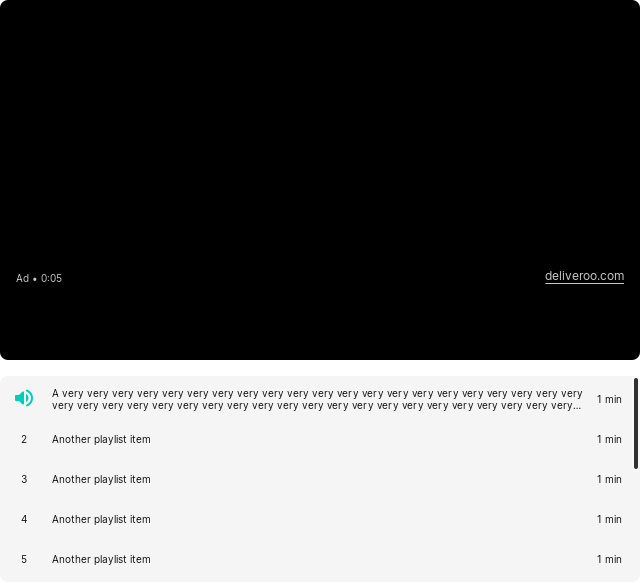 Ad • 0:05
deliveroo.com
A very very very very very very very very very very very very very very very very very very very very very
very very very very very very very very very very very very very very very very very very very very very...
1 min
2 Another playlist item 1 min
3 Another playlist item 1 min
4 Another playlist item 1 min
5 Another playlist item 1 min